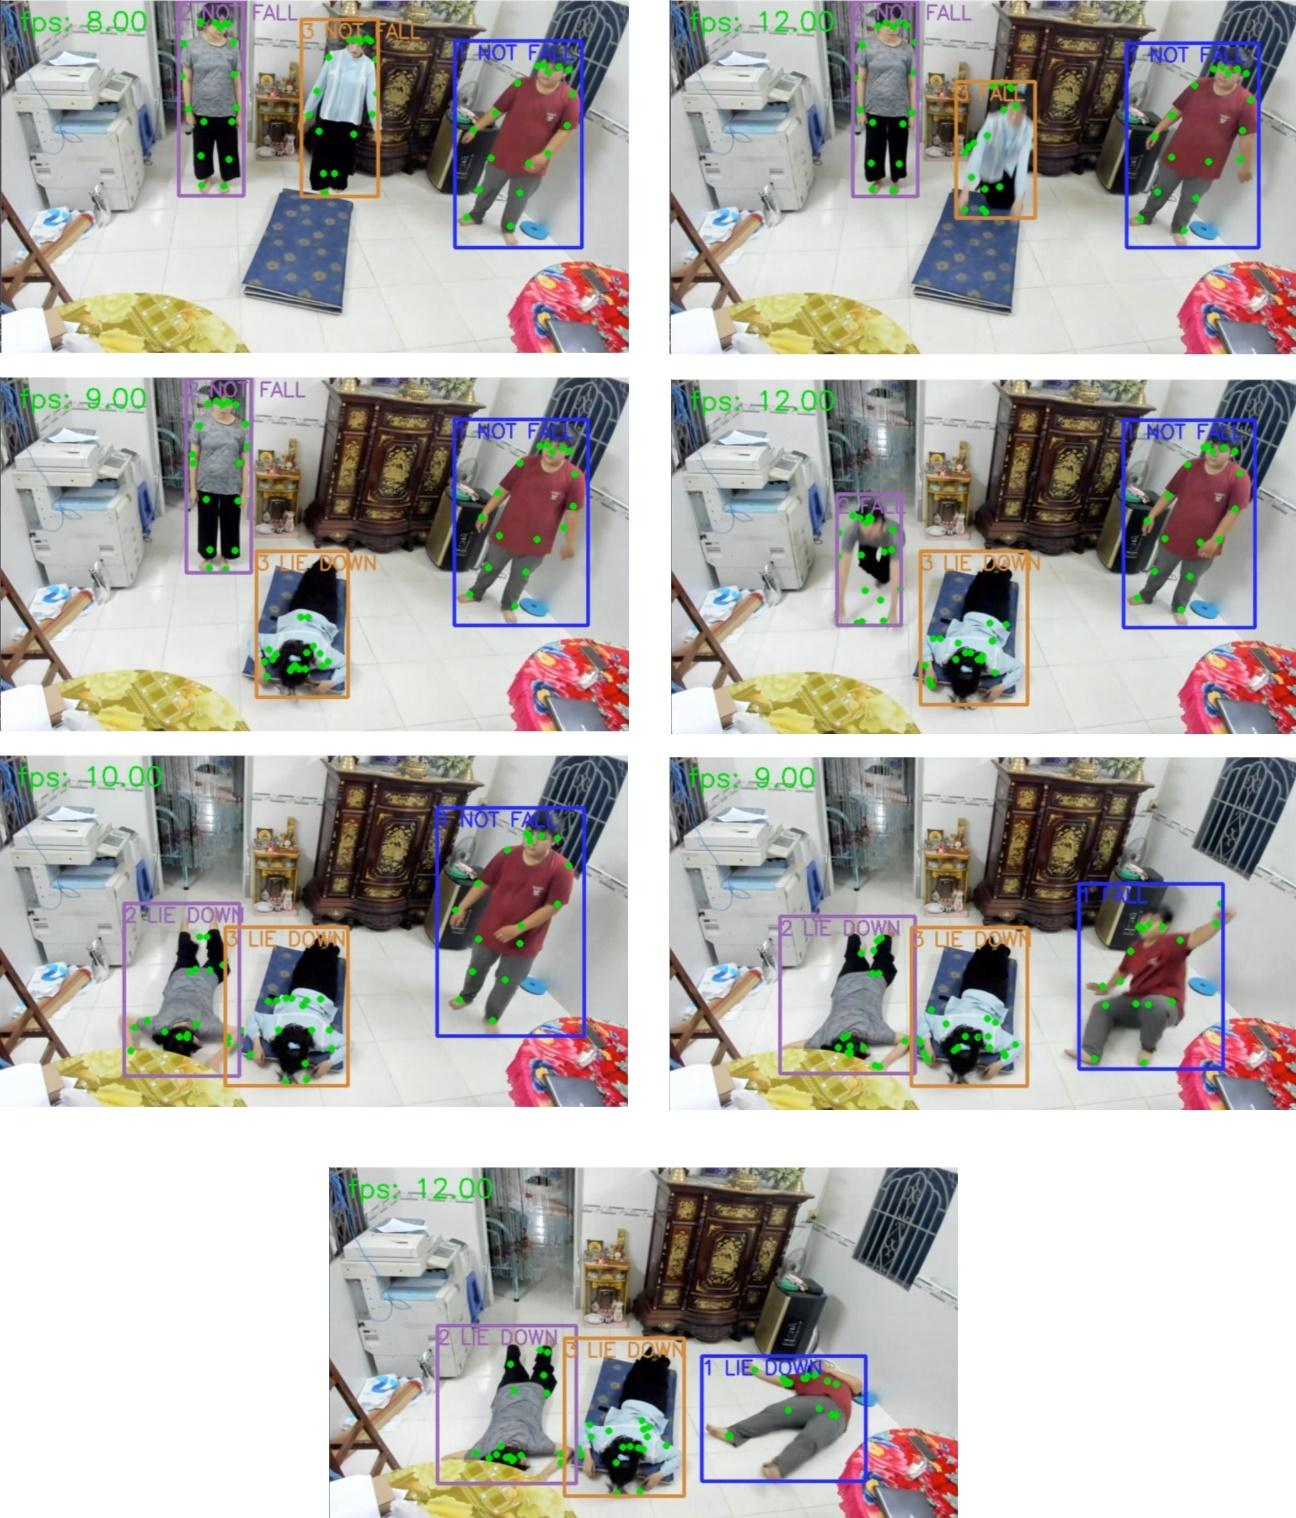 fps: 8.00
2 NOT FALL
3 NOT FALL
NOT FALL
fps: 12.00
2 NOT FALL
3 FALL
NOT FALL
fps: 9.00
2 NOT FALL
1 NOT FALL
3 LIE DOWN
fps: 12.00
1 NOT FALL
2 FALL
3 LIE DOWN
fps: 10.00
NOT FALL
2 LIE DOWN
3 LIE DOWN
fps: 9.00
1 FALL
2 LIE DOWN
3 LIE DOWN
fps: 12.00
2 LIE DOWN
3 LIE DOWN
1 LIE DOWN